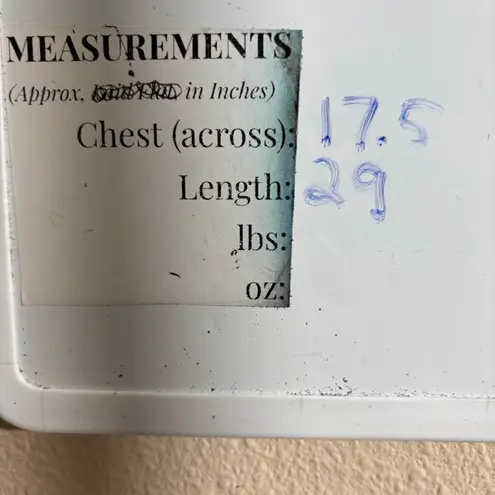 MEASUREMENTS
(Approx, in Inches)
Chest (across): 17.5
Length: 29
lbs:
oz: